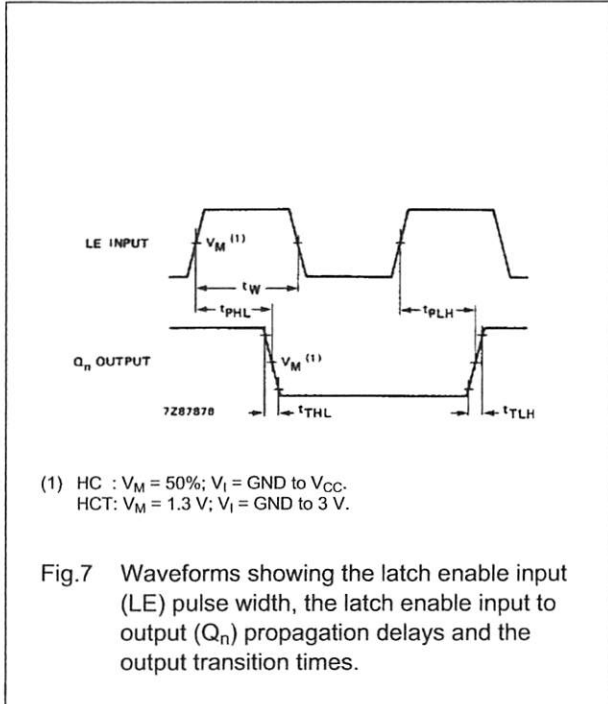 LE INPUT
V_M (1)
t_W
t_PHL
t_PLH
Q_n OUTPUT
V_M (1)
7Z87878
t_THL
t_TLH
(1) HC : V_M = 50%; V_I = GND to V_CC.
HCT: V_M = 1.3 V; V_I = GND to 3 V.
Fig.7 Waveforms showing the latch enable input
(LE) pulse width, the latch enable input to
output (Q_n) propagation delays and the
output transition times.